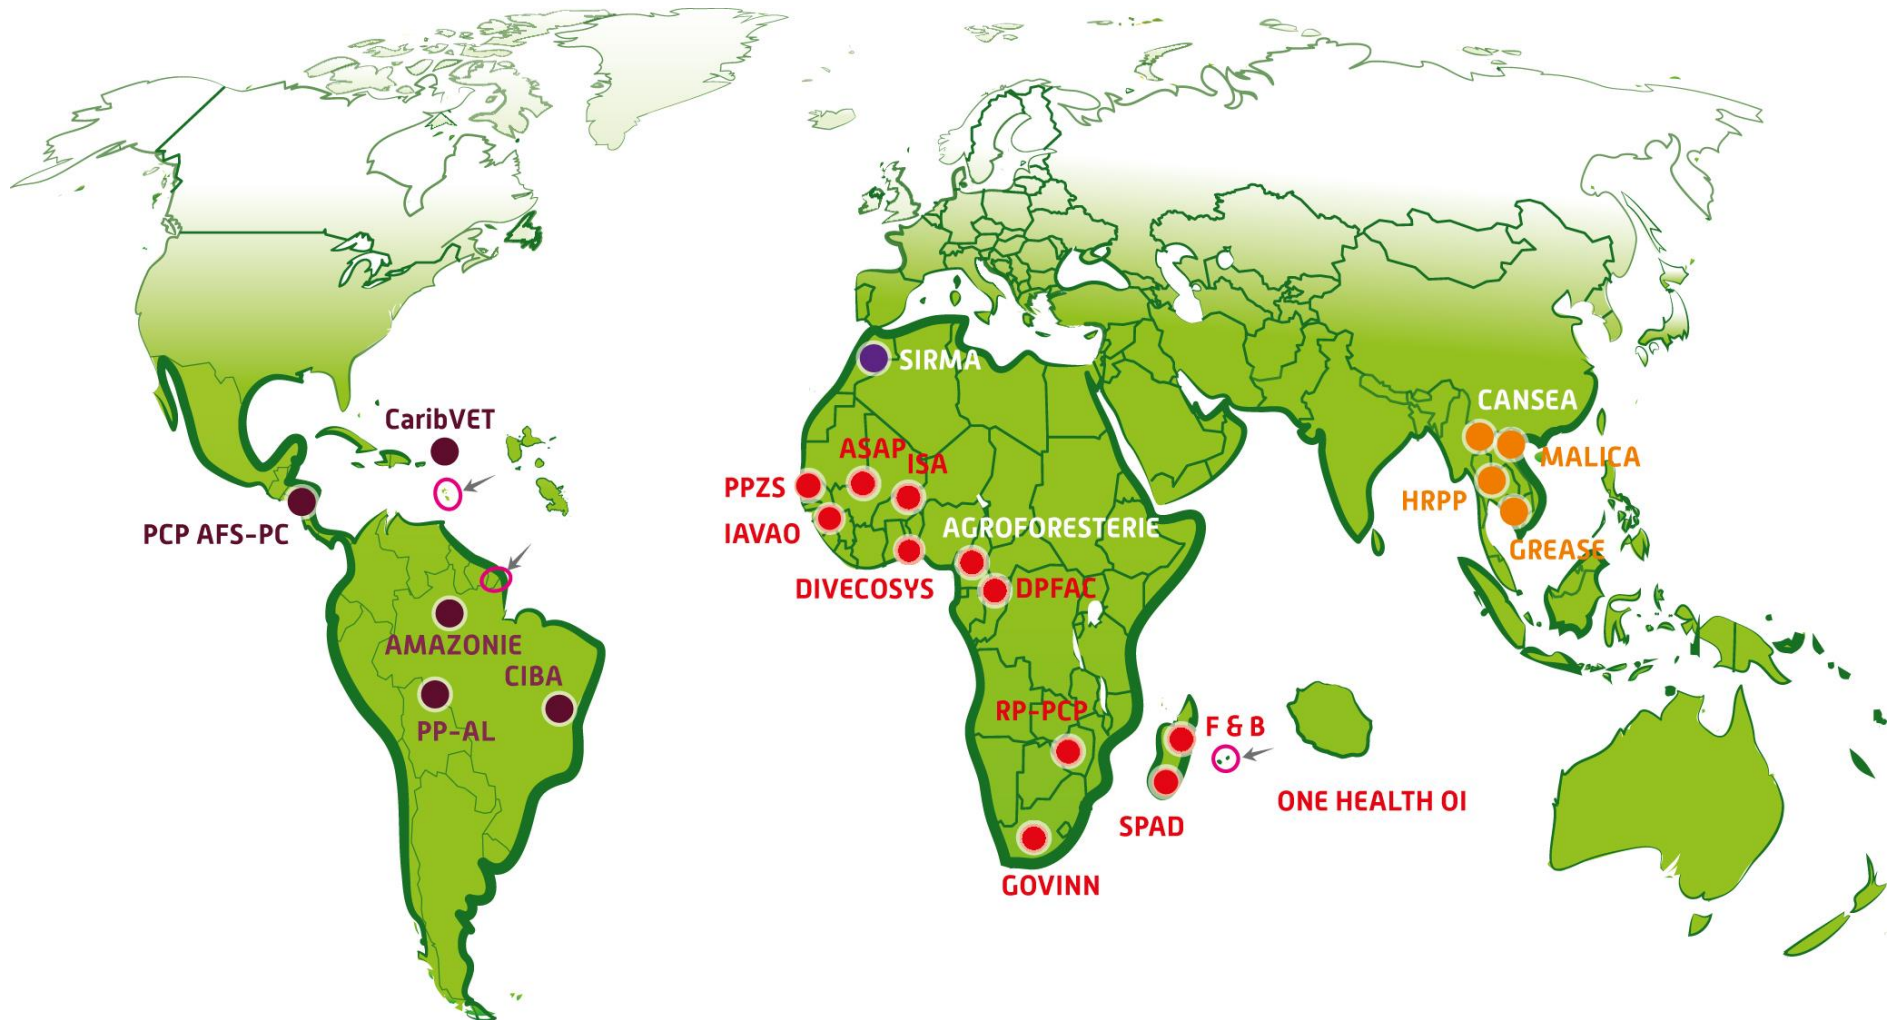 SIRMA
CaribVET
CANSEA
ASAP
ISA
MALICA
PPZS
HRPP
PCP AFS-PC
IAVAO
AGROFORESTERIE
GREASE
DIVECOSYS
DPFAC
AMAZONIE
CIBA
RP-PCP
F & B
PP-AL
ONE HEALTH OI
SPAD
GOVINN